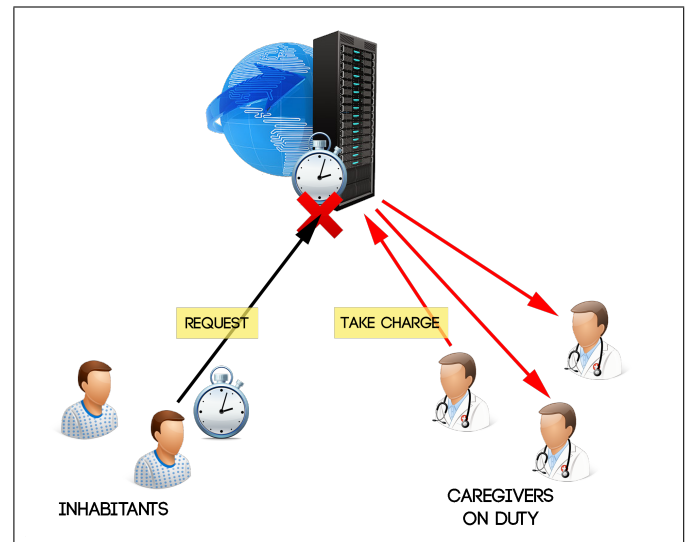 REQUEST
TAKE CHARGE
INHABITANTS
CAREGIVERS
ON DUTY